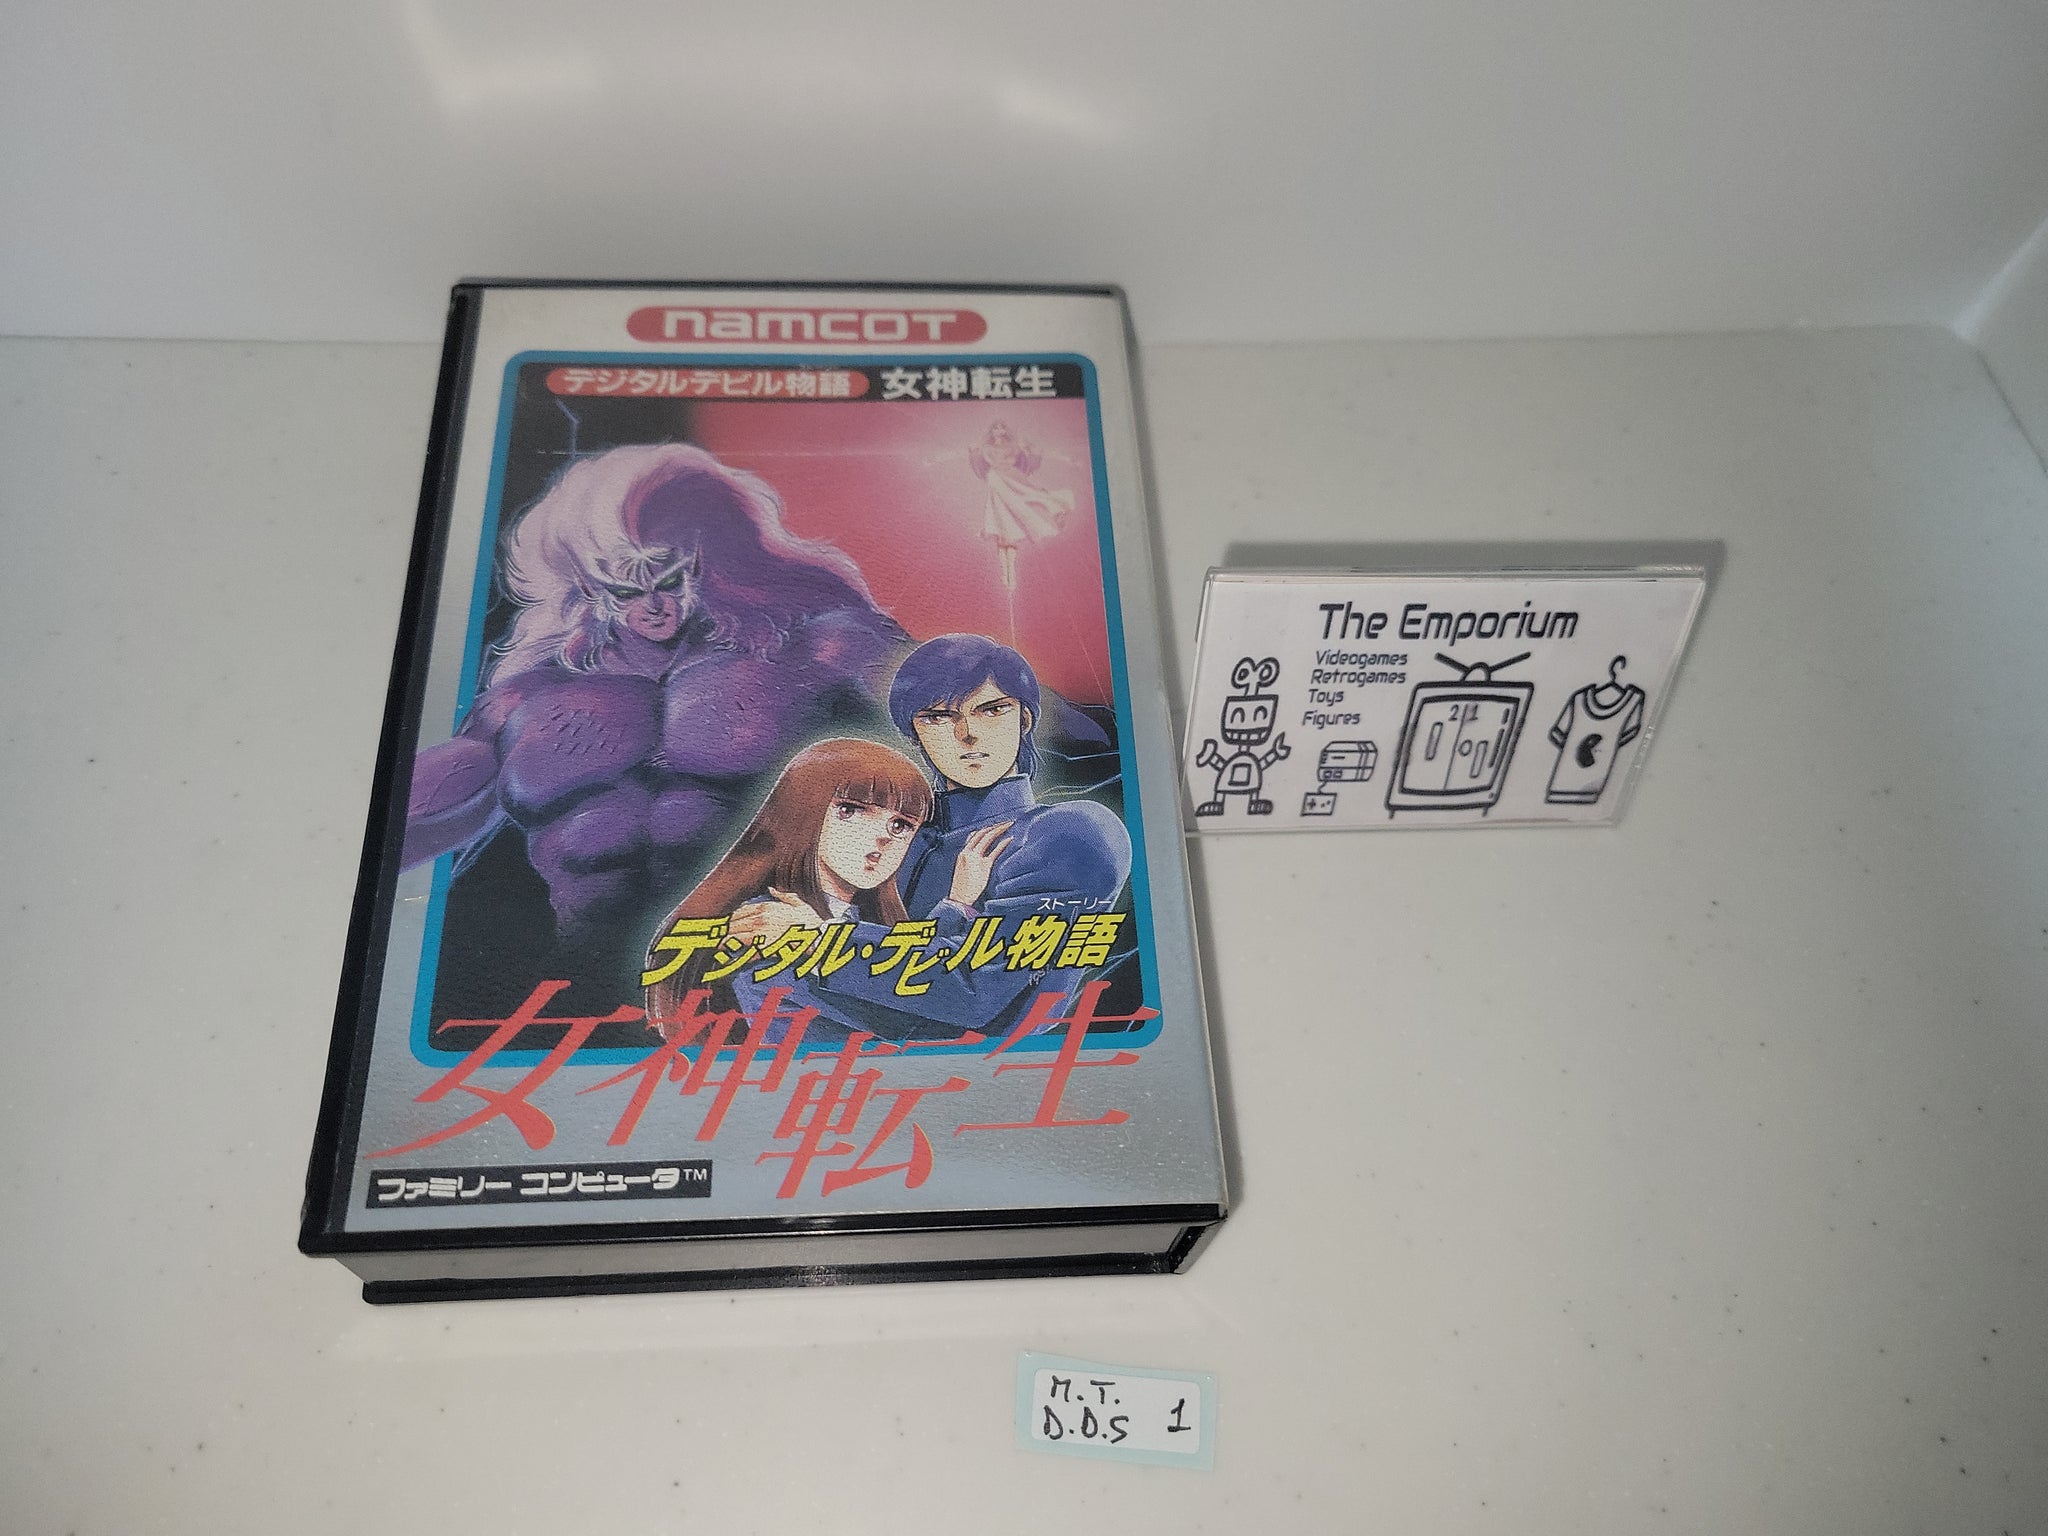 namcot
デジタルデビル物語 女神転生
ストーリー
デジタル・デビル物語
女神転生
ファミリー コンピュータ™
The Emporium
Videogames
Retrogames
Toys
Figures
2 1
M.T.
D.D.S 1